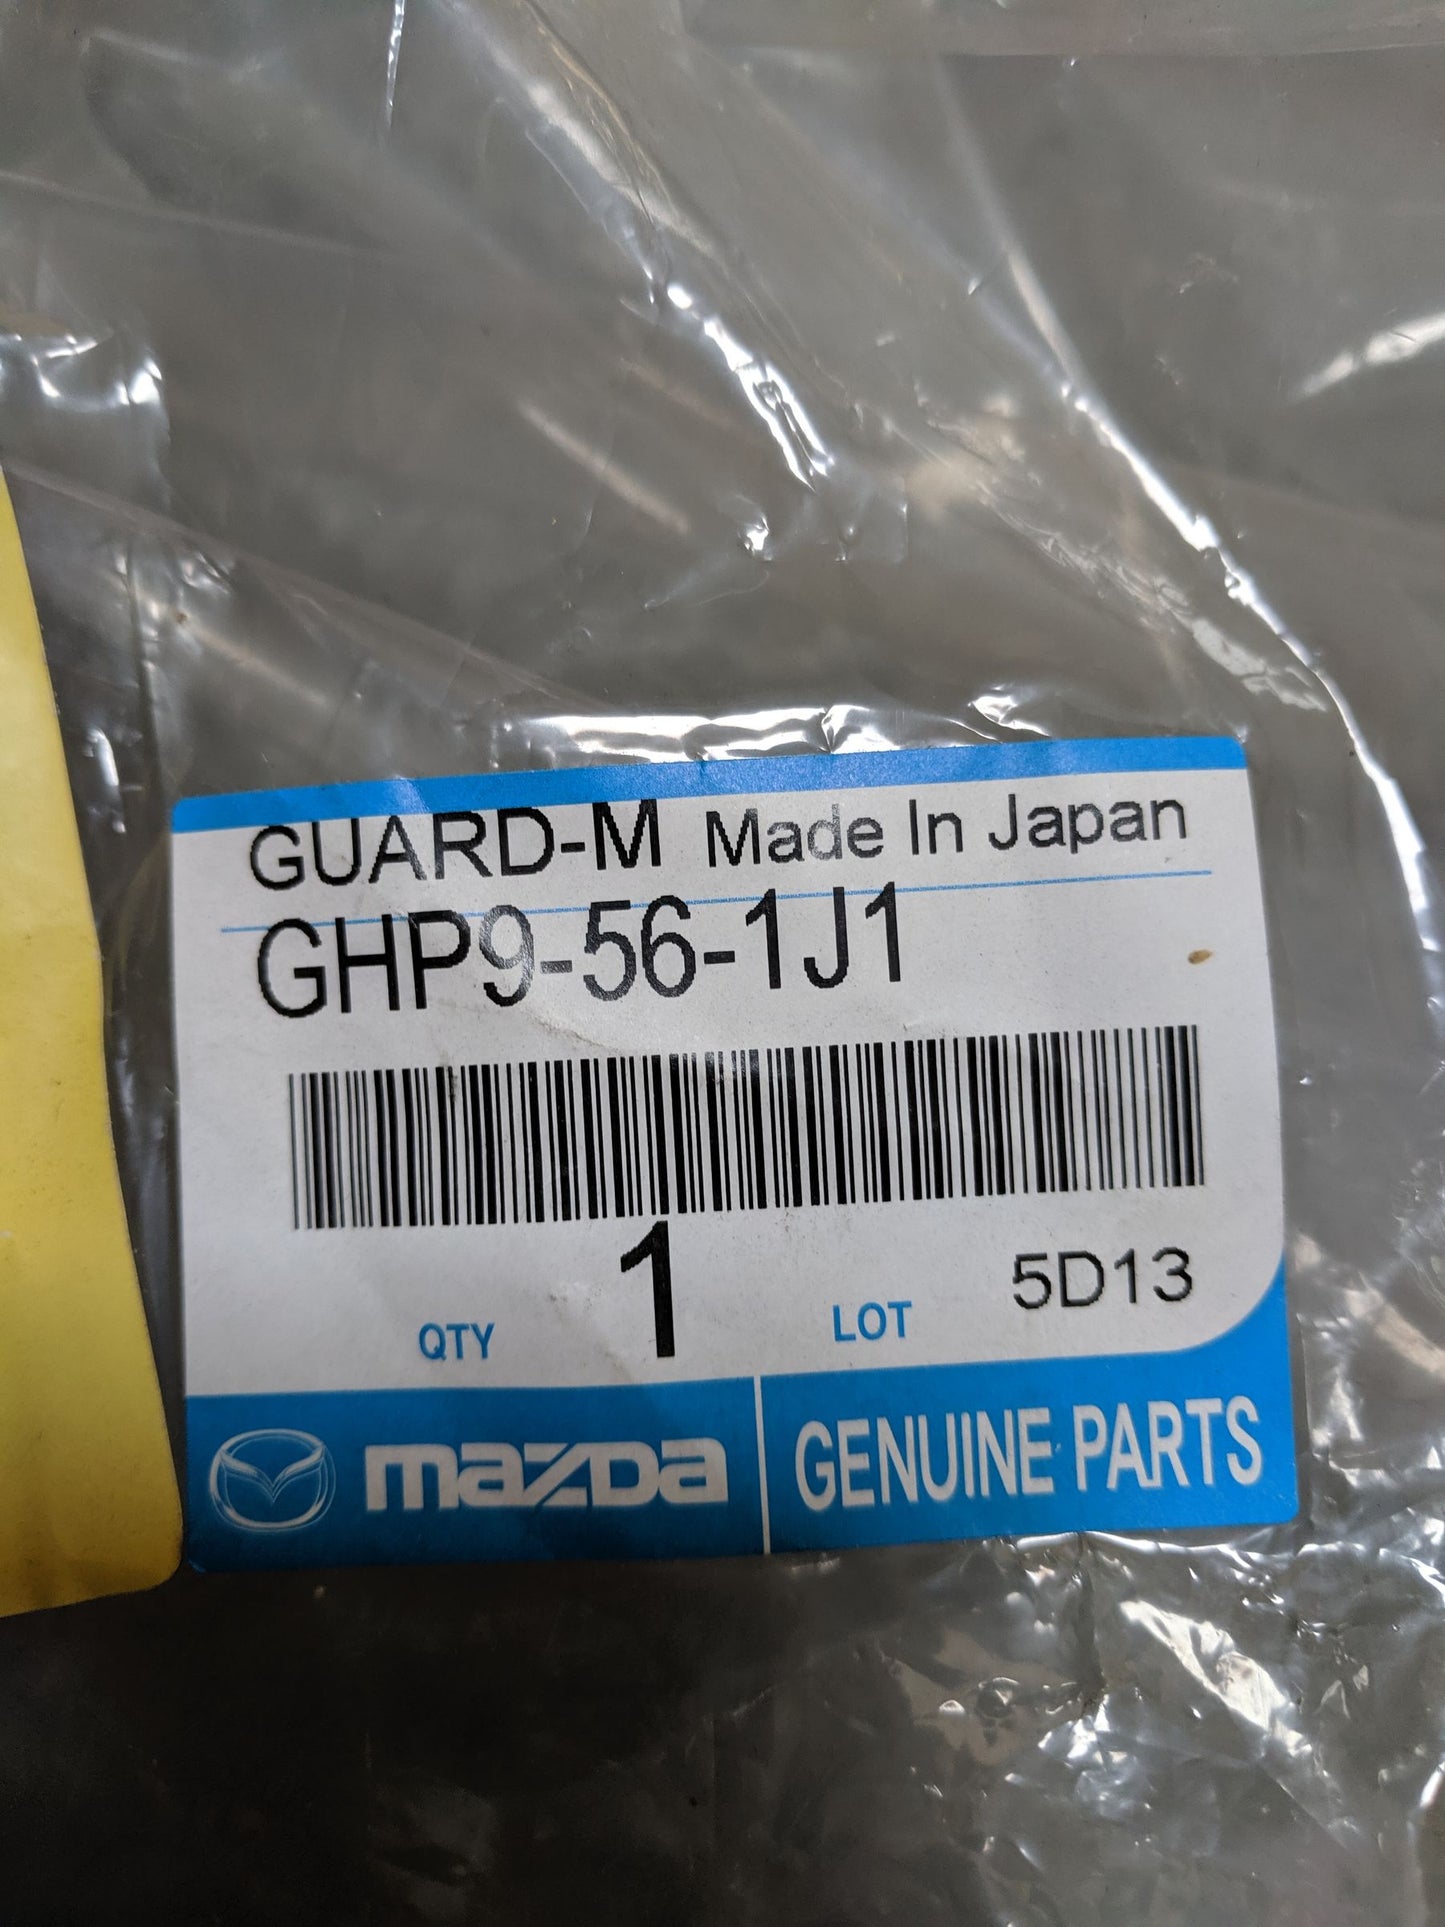 GUARD-M Made In Japan
GHP9-56-1J1
QTY 1 LOT 5D13
mazda GENUINE PARTS